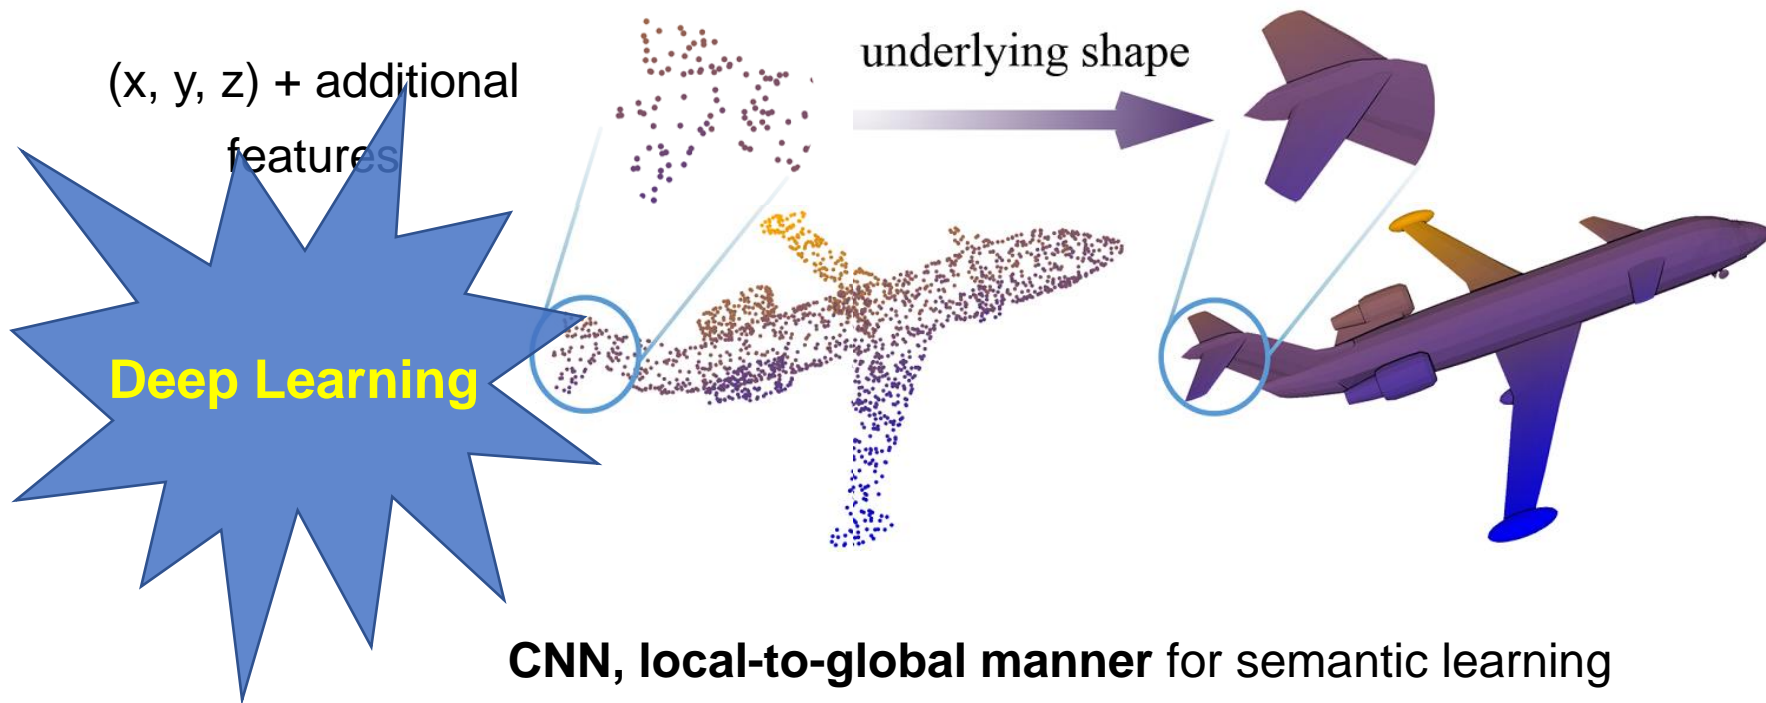 (x, y, z) + additional
features
underlying shape
Deep Learning
CNN, local-to-global manner for semantic learning